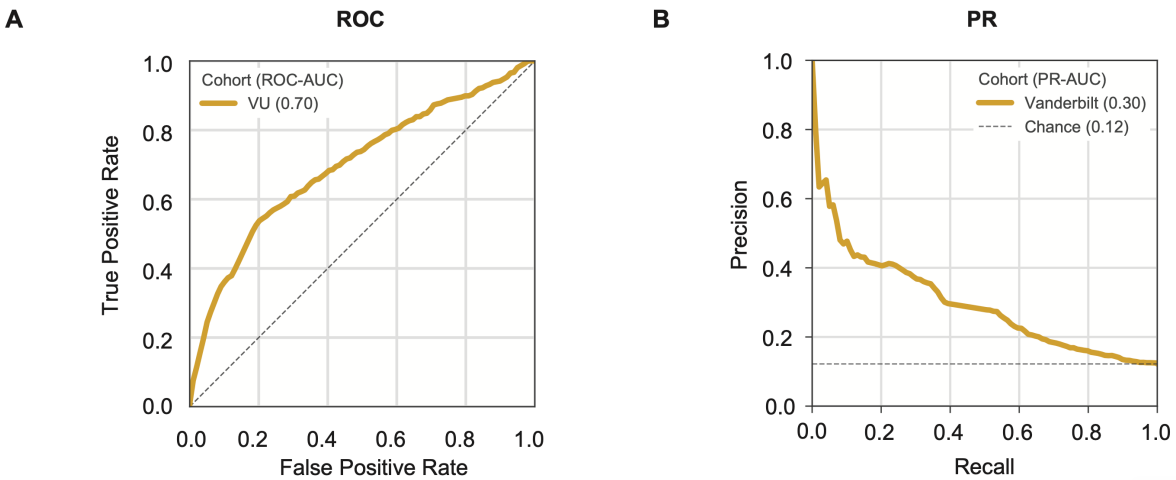 A
ROC
Cohort (ROC-AUC)
VU (0.70)
True Positive Rate
1.0
0.8
0.6
0.4
0.2
0.0
0.0 0.2 0.4 0.6 0.8 1.0
False Positive Rate
B
PR
Cohort (PR-AUC)
Vanderbilt (0.30)
Chance (0.12)
Precision
1.0
0.8
0.6
0.4
0.2
0.0
0.0 0.2 0.4 0.6 0.8 1.0
Recall